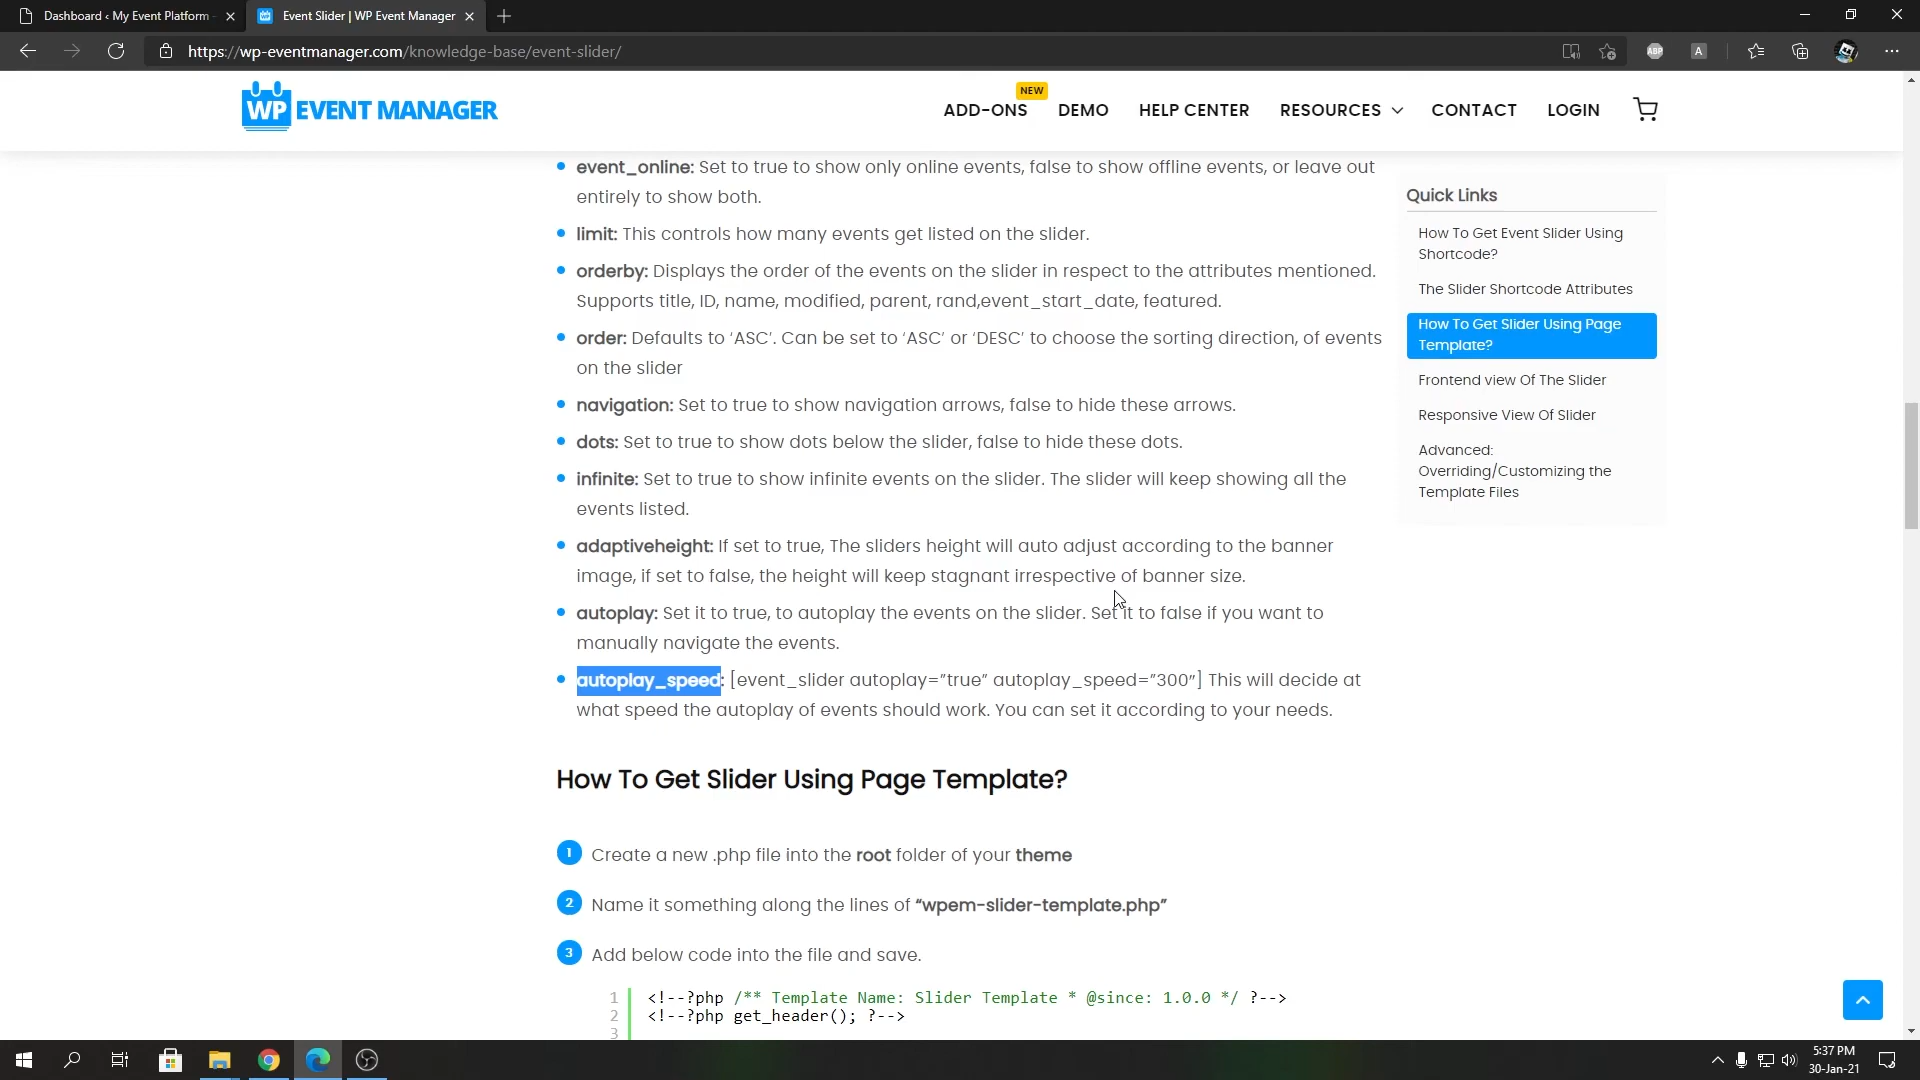 Dashboard ‹ My Event Platform
Event Slider | WP Event Manager
https://wp-eventmanager.com/knowledge-base/event-slider/
ABP
A
WP EVENT MANAGER
NEW
ADD-ONS DEMO HELP CENTER RESOURCES CONTACT LOGIN
event_online: Set to true to show only online events, false to show offline events, or leave out
entirely to show both.
limit: This controls how many events get listed on the slider.
orderby: Displays the order of the events on the slider in respect to the attributes mentioned.
Supports title, ID, name, modified, parent, rand,event_start_date, featured.
order: Defaults to ‘ASC’. Can be set to ‘ASC’ or ‘DESC’ to choose the sorting direction, of events
on the slider
navigation: Set to true to show navigation arrows, false to hide these arrows.
dots: Set to true to show dots below the slider, false to hide these dots.
infinite: Set to true to show infinite events on the slider. The slider will keep showing all the
events listed.
adaptiveheight: If set to true, The sliders height will auto adjust according to the banner
image, if set to false, the height will keep stagnant irrespective of banner size.
autoplay: Set it to true, to autoplay the events on the slider. Set it to false if you want to
manually navigate the events.
autoplay_speed: [event_slider autoplay=”true” autoplay_speed=”300”] This will decide at
what speed the autoplay of events should work. You can set it according to your needs.
Quick Links
How To Get Event Slider Using
Shortcode?
The Slider Shortcode Attributes
How To Get Slider Using Page
Template?
Frontend view Of The Slider
Responsive View Of Slider
Advanced:
Overriding/Customizing the
Template Files
How To Get Slider Using Page Template?
1 Create a new .php file into the root folder of your theme
2 Name it something along the lines of “wpem-slider-template.php”
3 Add below code into the file and save.
1 <!--?php /** Template Name: Slider Template * @since: 1.0.0 */ ?-->
2 <!--?php get_header(); ?-->
3
5:37 PM
30-Jan-21